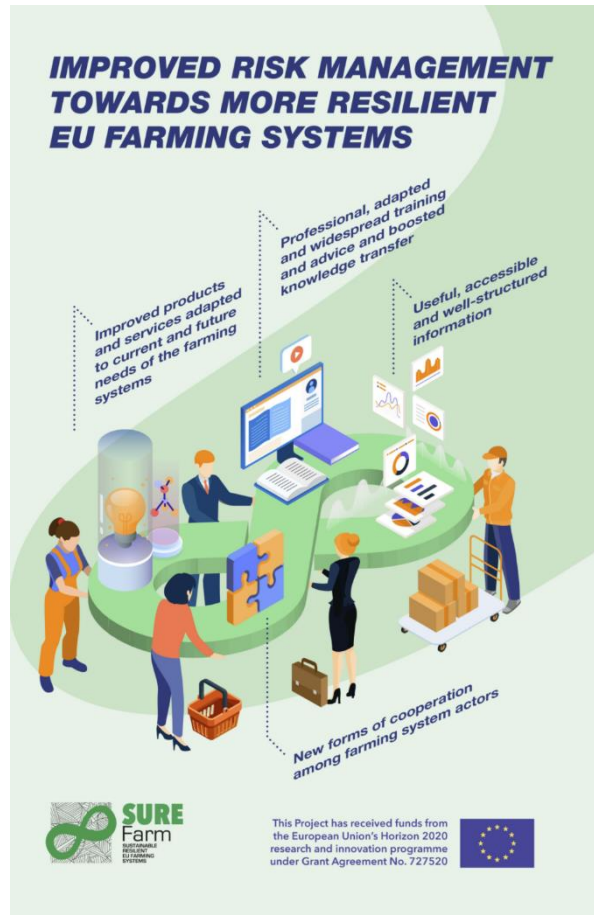 IMPROVED RISK MANAGEMENT
TOWARDS MORE RESILIENT
EU FARMING SYSTEMS
Professional, adapted
and widespread training
and advice and boosted
knowledge transfer
Improved products
and services adapted
to current and future
needs of the farming
systems
Useful, accessible
and well-structured
information
New forms of cooperation
among farming system actors
SURE
Farm
SUSTAINABLE
RESILIENT
EU FARMING
SYSTEMS
This Project has received funds from
the European Union's Horizon 2020
research and innovation programme
under Grant Agreement No. 727520